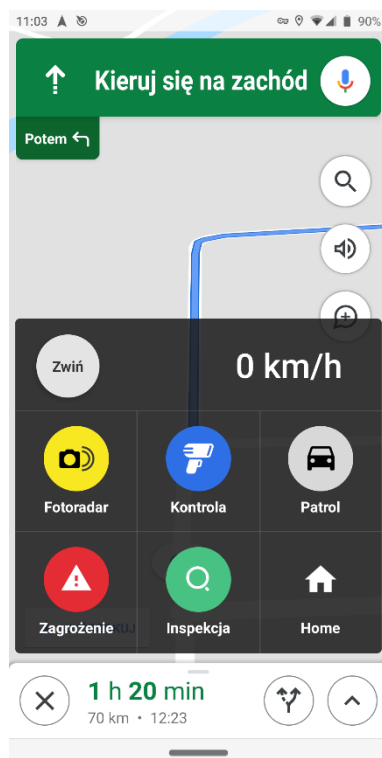 11:03
90%
Kieruj się na zachód
Potem
Zwiń
0 km/h
Fotoradar
Kontrola
Patrol
Zagrożenie
Inspekcja
Home
1 h 20 min
70 km • 12:23